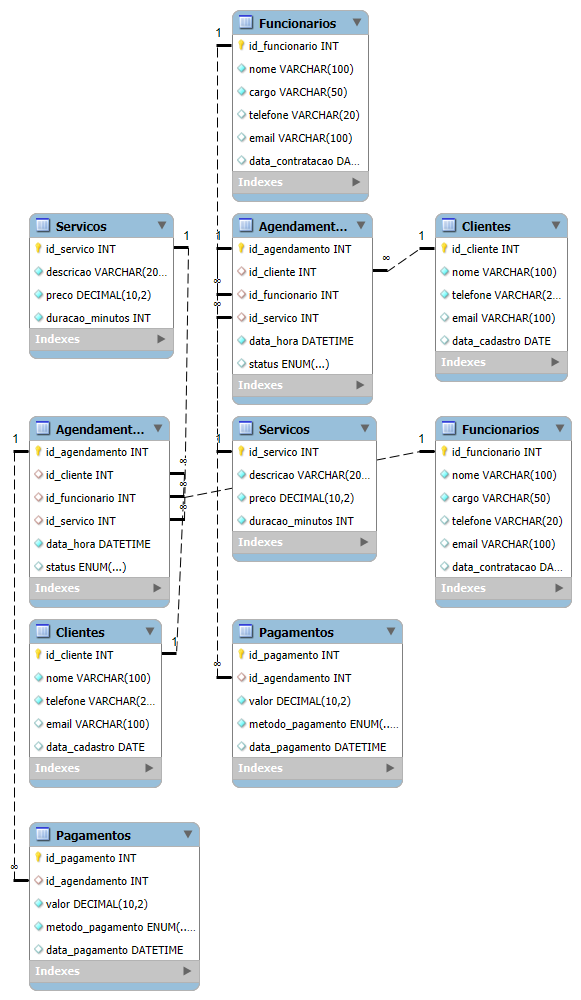 Funcionarios
id_funcionario INT
nome VARCHAR(100)
cargo VARCHAR(50)
telefone VARCHAR(20)
email VARCHAR(100)
data_contratacao DA...
Indexes
1
Servicos
id_servico INT
descricao VARCHAR(20...
preco DECIMAL(10,2)
duracao_minutos INT
Indexes
1
Agendament...
id_agendamento INT
id_cliente INT
id_funcionario INT
id_servico INT
data_hora DATETIME
status ENUM(...)
Indexes
1
∞
∞
∞
Clientes
id_cliente INT
nome VARCHAR(100)
telefone VARCHAR(2...
email VARCHAR(100)
data_cadastro DATE
Indexes
1
Agendament...
id_agendamento INT
id_cliente INT
id_funcionario INT
id_servico INT
data_hora DATETIME
status ENUM(...)
Indexes
1
∞
∞
∞
Servicos
id_servico INT
descricao VARCHAR(20...
preco DECIMAL(10,2)
duracao_minutos INT
Indexes
1
Funcionarios
id_funcionario INT
nome VARCHAR(100)
cargo VARCHAR(50)
telefone VARCHAR(20)
email VARCHAR(100)
data_contratacao DA...
Indexes
1
Clientes
id_cliente INT
nome VARCHAR(100)
telefone VARCHAR(2...
email VARCHAR(100)
data_cadastro DATE
Indexes
1
Pagamentos
id_pagamento INT
id_agendamento INT
valor DECIMAL(10,2)
metodo_pagamento ENUM(...
data_pagamento DATETIME
Indexes
∞
Pagamentos
id_pagamento INT
id_agendamento INT
valor DECIMAL(10,2)
metodo_pagamento ENUM(...
data_pagamento DATETIME
Indexes
∞